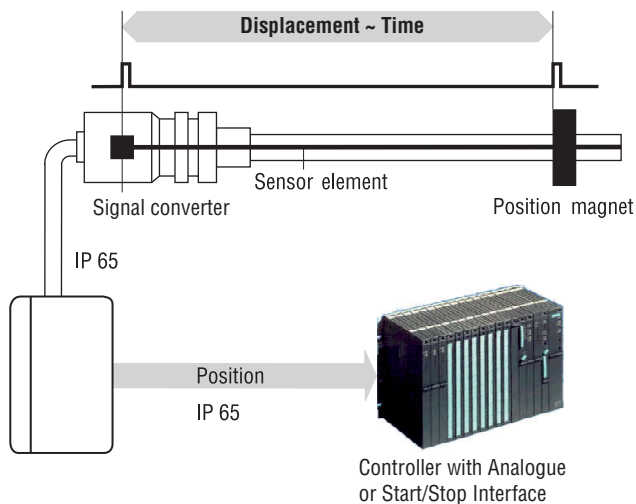 Displacement ~ Time
Sensor element
Signal converter
Position magnet
IP 65
Position
IP 65
Controller with Analogue
or Start/Stop Interface